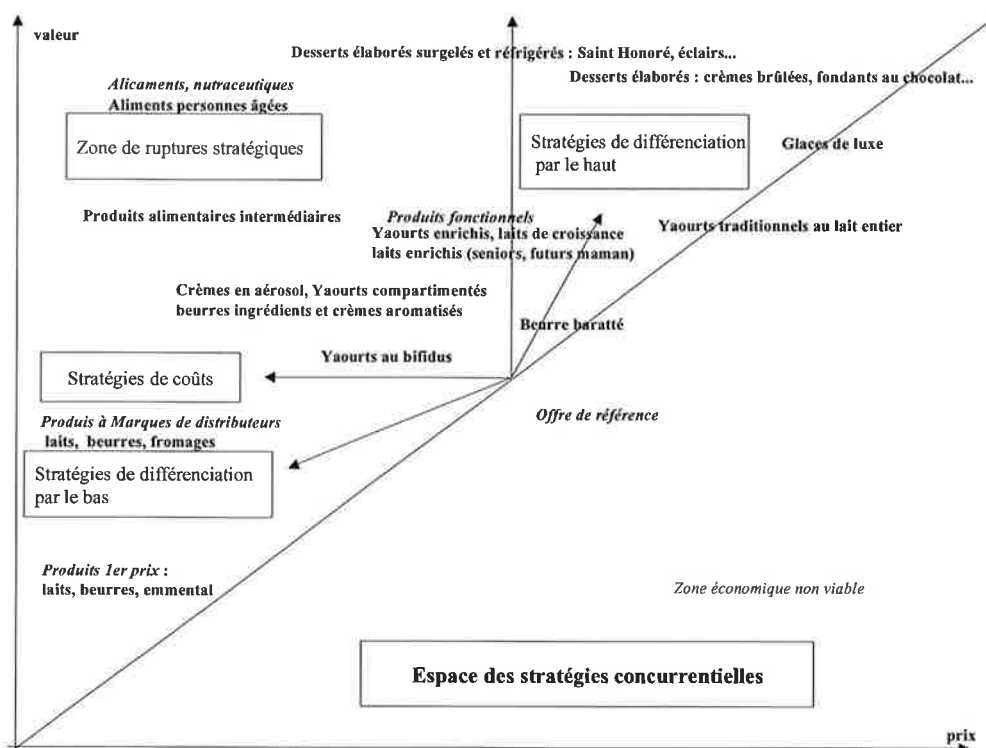 valeur
Desserts élaborés surgelés et réfrigérés : Saint Honoré, éclairs...
Desserts élaborés : crèmes brûlées, fondants au chocolat...
Alicaments, nutraceutiques
Aliments personnes âgées
Zone de ruptures stratégiques
Stratégies de différenciation
par le haut
Glaces de luxe
Produits alimentaires intermédiaires
Produits fonctionnels
Yaourts enrichis, laits de croissance
laits enrichis (seniors, futurs maman)
Yaourts traditionnels au lait entier
Crèmes en aérosol, Yaourts compartimentés
beurres ingrédients et crèmes aromatisés
Beurre baratté
Yaourts au bifidus
Stratégies de coûts
Offre de référence
Produis à Marques de distributeurs
laits, beurres, fromages
Stratégies de différenciation
par le bas
Produits 1er prix :
laits, beurres, emmental
Zone économique non viable
Espace des stratégies concurrentielles
prix